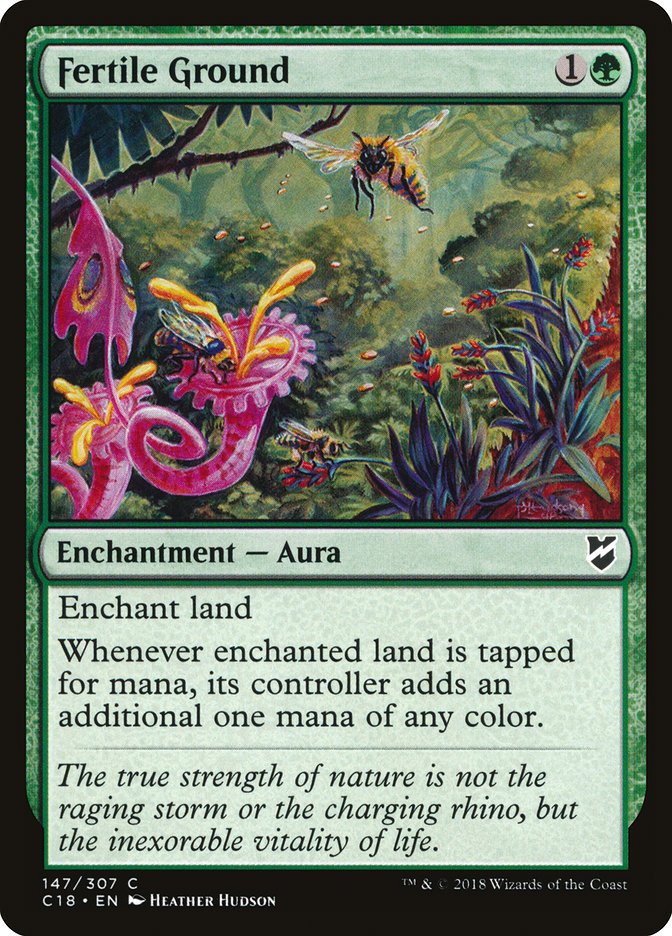 Fertile Ground 1
Enchantment — Aura
Enchant land
Whenever enchanted land is tapped
for mana, its controller adds an
additional one mana of any color.
The true strength of nature is not the
raging storm or the charging rhino, but
the inexorable vitality of life.
147/307 C
C18 • EN Heather Hudson
™ & © 2018 Wizards of the Coast